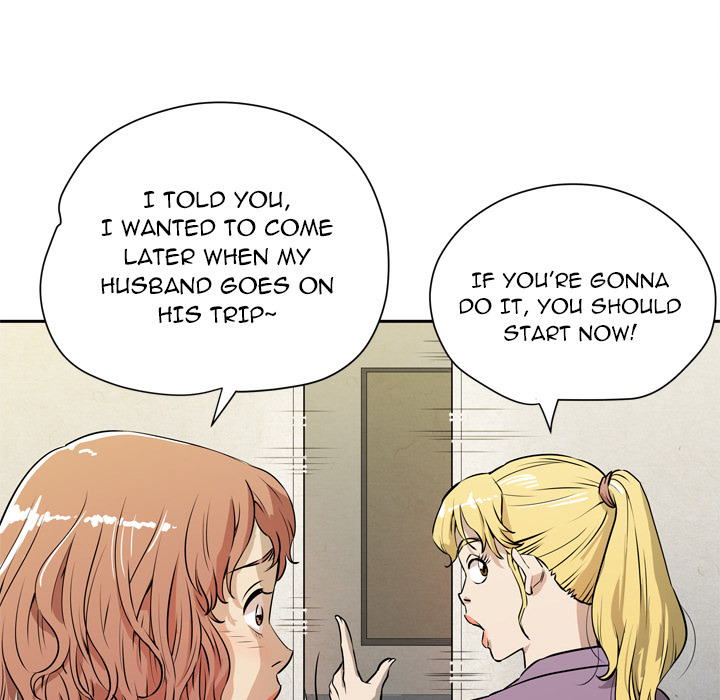 I TOLD YOU,
I WANTED TO COME
LATER WHEN MY
HUSBAND GOES ON
HIS TRIP~
IF YOU'RE GONNA
DO IT, YOU SHOULD
START NOW!